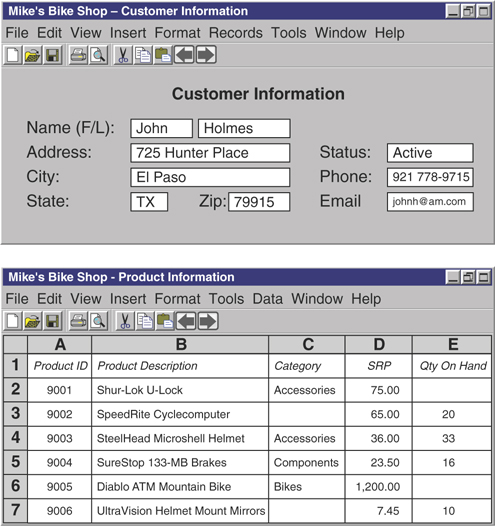 Mike's Bike Shop – Customer Information
File Edit View Insert Format Records Tools Window Help
Customer Information
Name (F/L): John Holmes
Address: 725 Hunter Place Status: Active
City: El Paso Phone: 921 778-9715
State: TX Zip: 79915 Email johnh@am.com
Mike's Bike Shop - Product Information
File Edit View Insert Format Tools Data Window Help
A B C D E
1 Product ID Product Description Category SRP Qty On Hand
2 9001 Shur-Lok U-Lock Accessories 75.00
3 9002 SpeedRite Cyclecomputer 65.00 20
4 9003 SteelHead Microshell Helmet Accessories 36.00 33
5 9004 SureStop 133-MB Brakes Components 23.50 16
6 9005 Diablo ATM Mountain Bike Bikes 1,200.00
7 9006 UltraVision Helmet Mount Mirrors 7.45 10